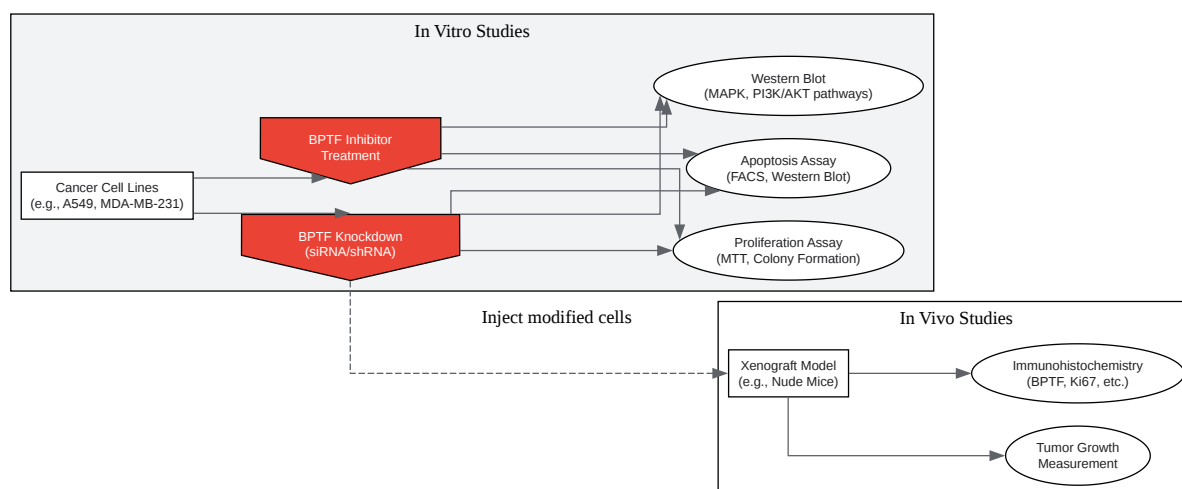 In Vitro Studies
Western Blot
(MAPK, PI3K/AKT pathways)
BPTF Inhibitor
Treatment
Apoptosis Assay
(FACS, Western Blot)
Cancer Cell Lines
(e.g., A549, MDA-MB-231)
BPTF Knockdown
(siRNA/shRNA)
Proliferation Assay
(MTT, Colony Formation)
Inject modified cells
In Vivo Studies
Xenograft Model
(e.g., Nude Mice)
Immunohistochemistry
(BPTF, Ki67, etc.)
Tumor Growth
Measurement